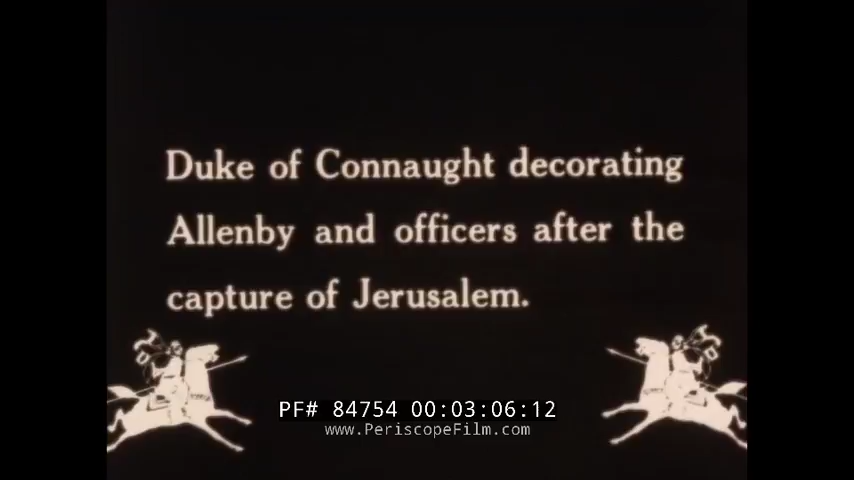 Duke of Connaught decorating
Allenby and officers after the
capture of Jerusalem.
PF# 84754 00:03:06:12
www.PeriscopeFilm.com